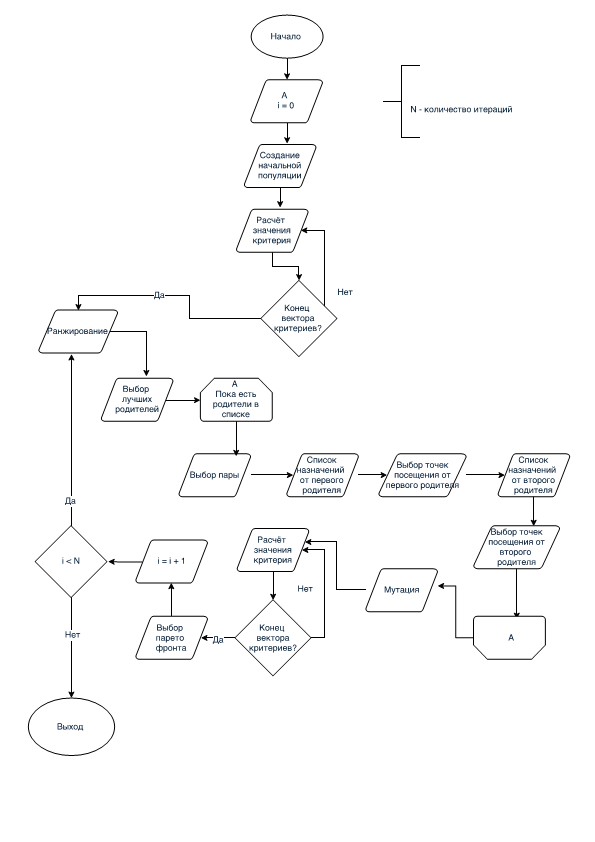 Начало
A
i = 0
N - количество итераций
Создание
начальной
популяции
Расчёт
значения
критерия
Нет
Да
Конец
вектора
критериев?
Ранжирование
Выбор
лучших
родителей
A
Пока есть
родители в
списке
Выбор пары
Список
назначений
от первого
родителя
Выбор точек
посещения от
первого родителя
Список
назначений
от второго
родителя
Да
Выбор точек
посещения от
второго
родителя
Расчёт
значения
критерия
i < N
i = i + 1
Нет
Мутация
Нет
Выбор
парето
фронта
Да
Конец
вектора
критериев?
A
Выход